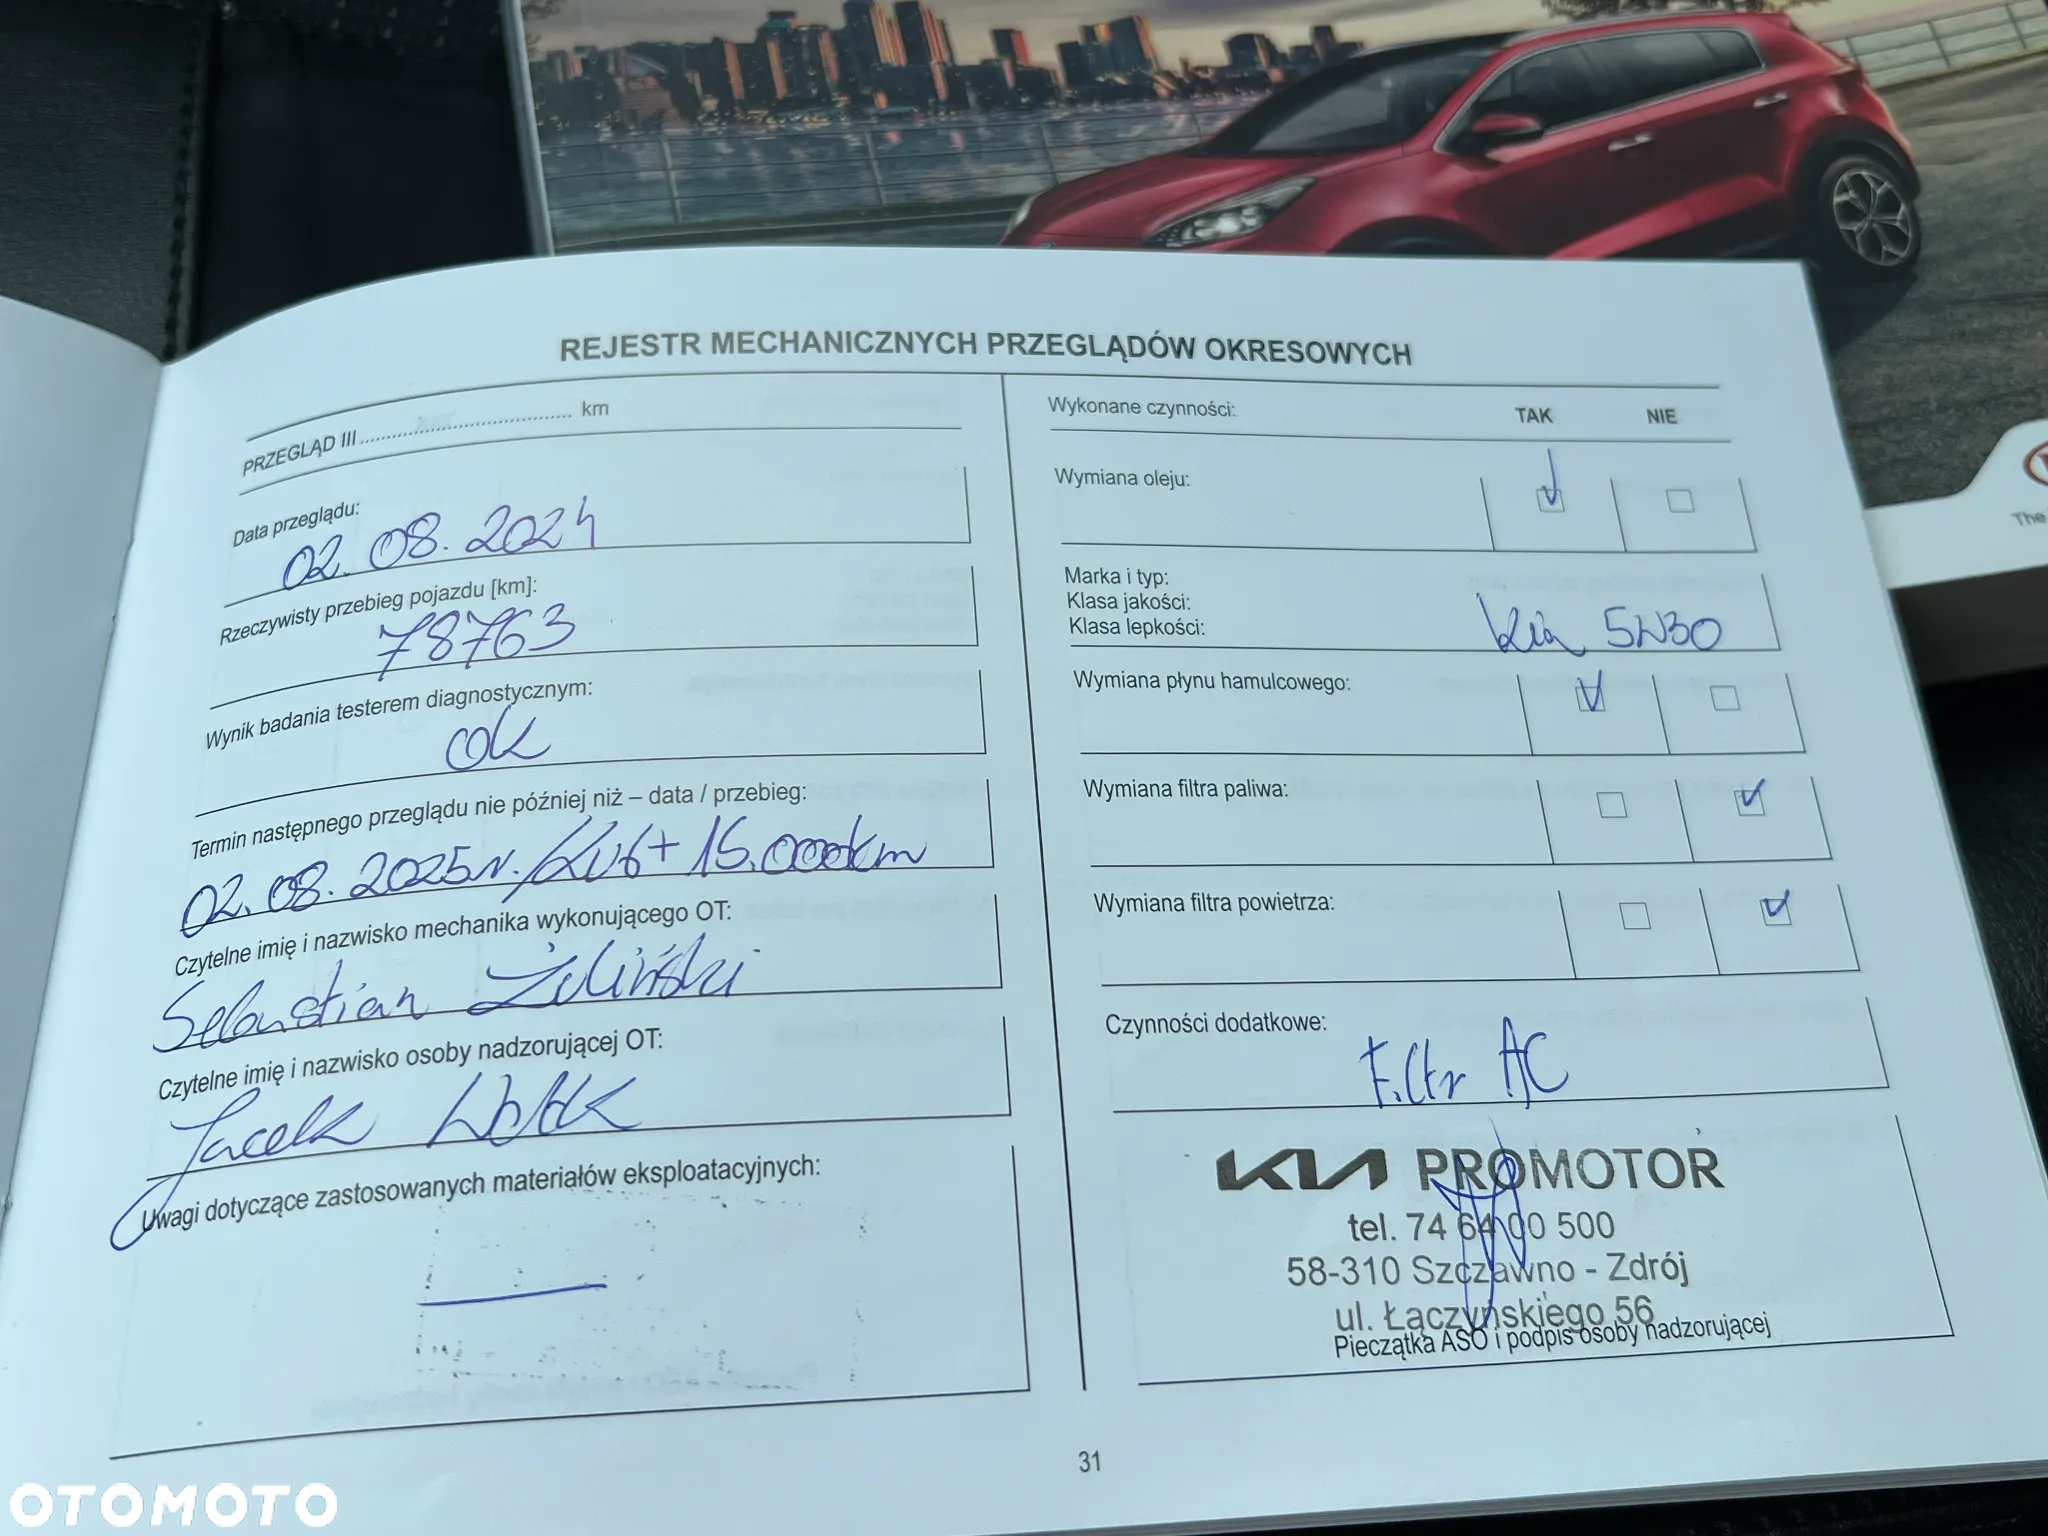 REJESTR MECHANICZNYCH PRZEGLĄDÓW OKRESOWYCH
PRZEGLĄD III ........................................ km
Data przeglądu:
02.08.2024
Rzeczywisty przebieg pojazdu [km]:
78763
Wynik badania testerem diagnostycznym:
ok
Termin następnego przeglądu nie później niż – data / przebieg:
02.08.2025r./Lub + 15.000km
Czytelne imię i nazwisko mechanika wykonującego OT:
Sebastian Żuliński
Czytelne imię i nazwisko osoby nadzorującej OT:
Jacek
Uwagi dotyczące zastosowanych materiałów eksploatacyjnych:
Wykonane czynności: TAK NIE
Wymiana oleju:
Marka i typ:
Klasa jakości:
Klasa lepkości:
Kia 5W30
Wymiana płynu hamulcowego:
Wymiana filtra paliwa:
Wymiana filtra powietrza:
Czynności dodatkowe:
Filtr AC
KIA PROMOTOR
tel. 74 64 00 500
58-310 Szczawno - Zdrój
ul. Łączyńskiego 56
Pieczątka ASO i podpis osoby nadzorującej
31
The
OTOMOTO